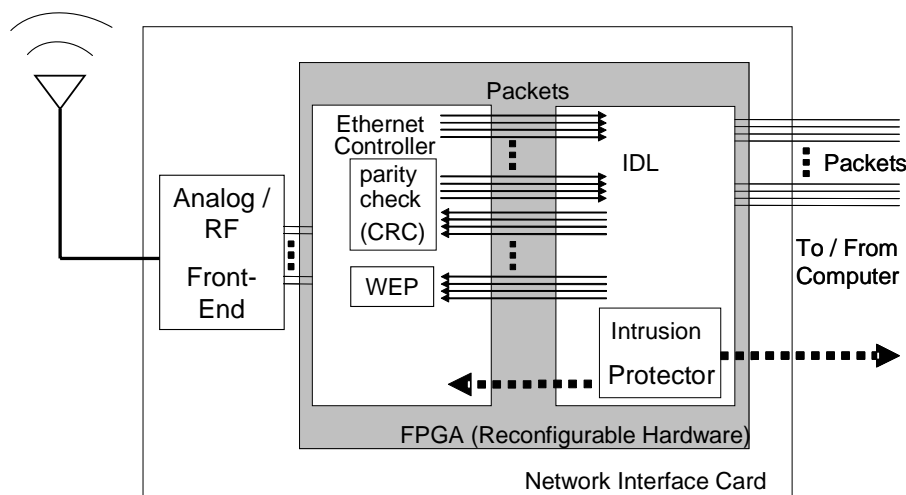 Packets
Ethernet
Controller
parity
check
(CRC)
WEP
IDL
Packets
Analog /
RF
Front-
End
To / From
Computer
Intrusion
Protector
FPGA (Reconfigurable Hardware)
Network Interface Card